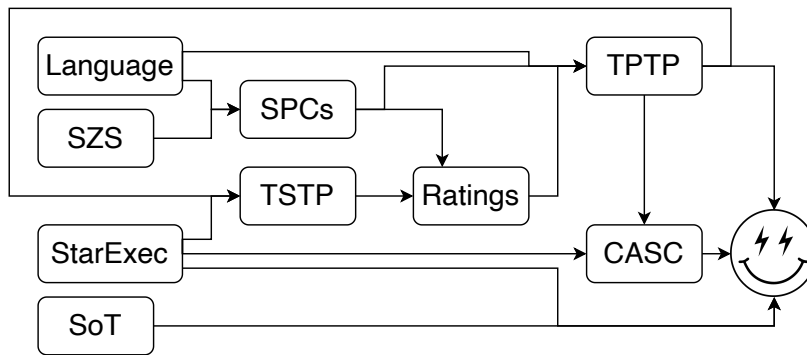 Language
TPTP
SPCs
SZS
TSTP
Ratings
StarExec
CASC
SoT